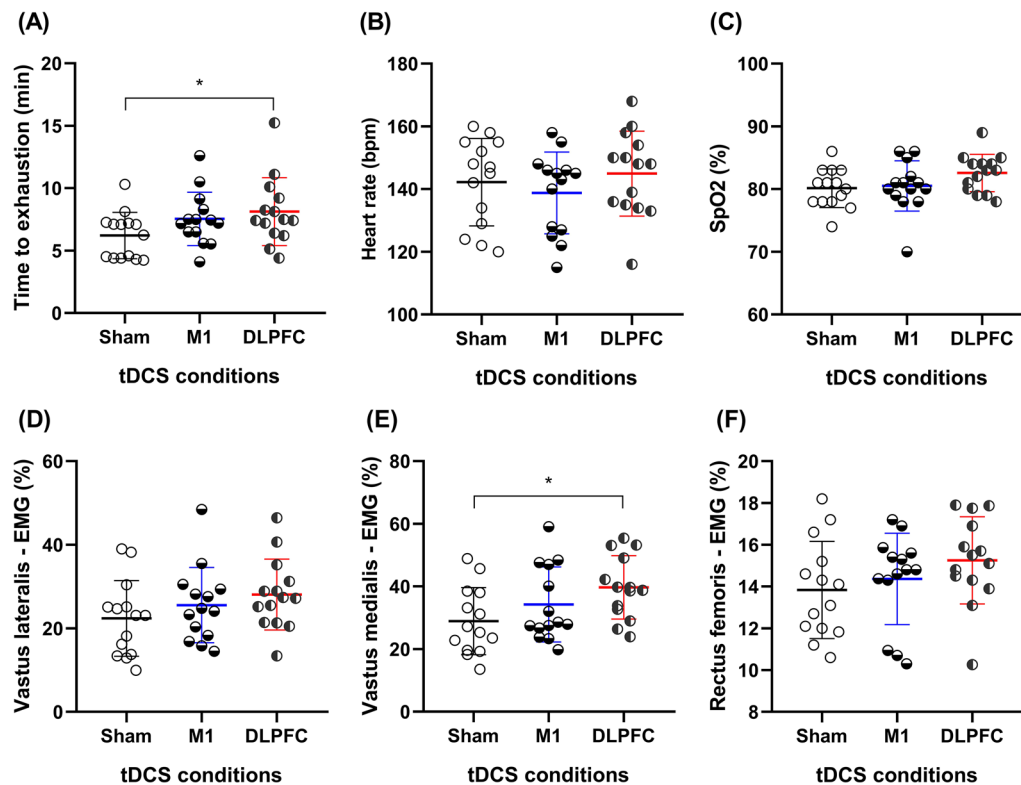 (A)
Time to exhaustion (min)
20
15
10
5
0
*
Sham M1 DLPFC
tDCS conditions
(B)
Heart rate (bpm)
180
160
140
120
100
Sham M1 DLPFC
tDCS conditions
(C)
SpO2 (%)
100
90
80
70
60
Sham M1 DLPFC
tDCS conditions
(D)
Vastus lateralis - EMG (%)
60
40
20
0
Sham M1 DLPFC
tDCS conditions
(E)
Vastus medialis - EMG (%)
80
60
40
20
0
*
Sham M1 DLPFC
tDCS conditions
(F)
Rectus femoris - EMG (%)
20
18
16
14
12
10
8
Sham M1 DLPFC
tDCS conditions